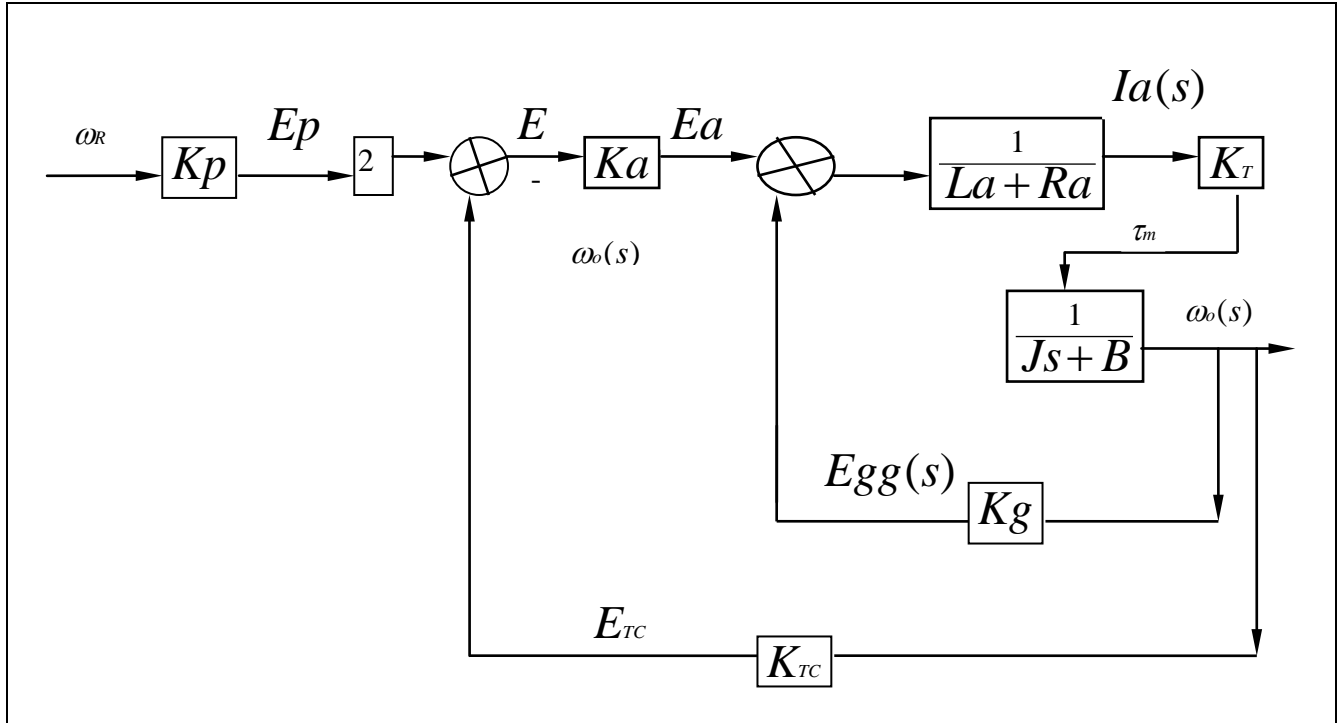 ωR
Kp
Ep
2
E
-
Ka
Ea
1
La + Ra
Ia(s)
KT
ωo(s)
τm
1
Js + B
ωo(s)
Egg(s)
Kg
ETC
KTC